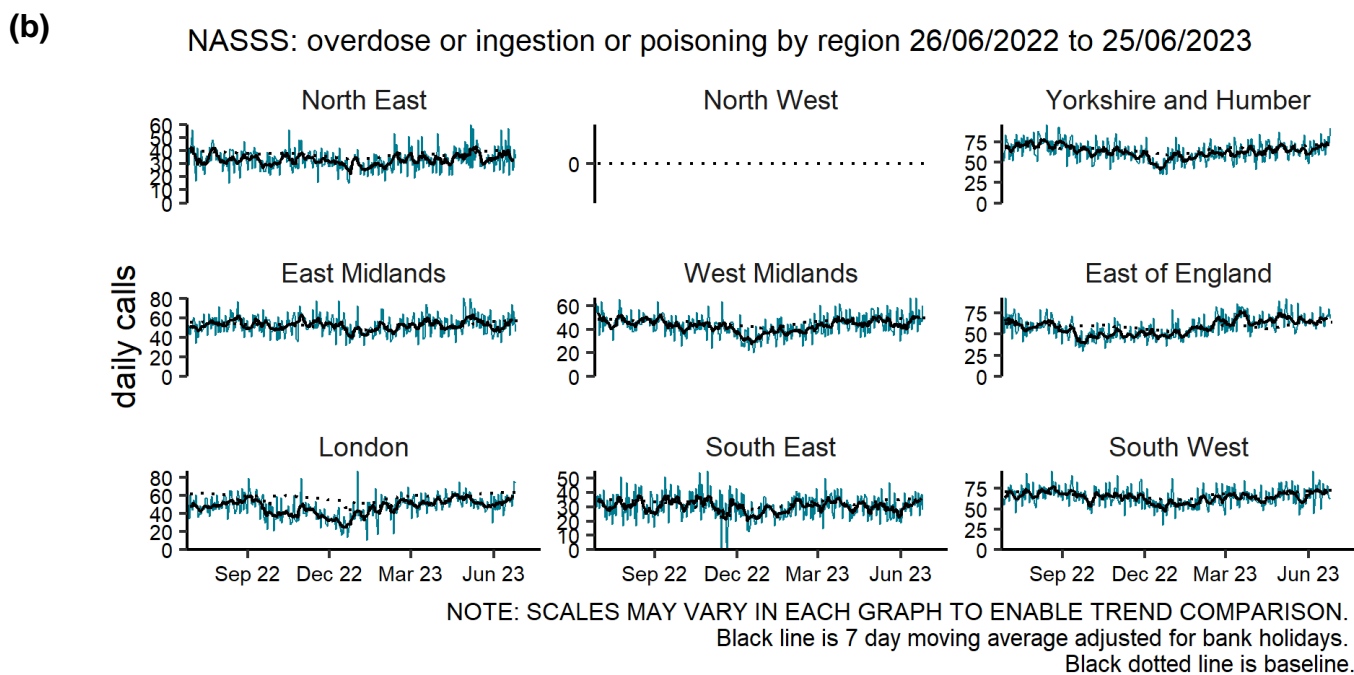 (b)
NASSS: overdose or ingestion or poisoning by region 26/06/2022 to 25/06/2023
North East
North West
Yorkshire and Humber
60
50
40
30
20
10
0
0
75
50
25
0
daily calls
East Midlands
West Midlands
East of England
80
60
40
20
0
60
40
20
0
75
50
25
0
London
South East
South West
80
60
40
20
0
50
40
30
20
10
0
75
50
25
0
Sep 22 Dec 22 Mar 23 Jun 23
Sep 22 Dec 22 Mar 23 Jun 23
Sep 22 Dec 22 Mar 23 Jun 23
NOTE: SCALES MAY VARY IN EACH GRAPH TO ENABLE TREND COMPARISON.
Black line is 7 day moving average adjusted for bank holidays.
Black dotted line is baseline.